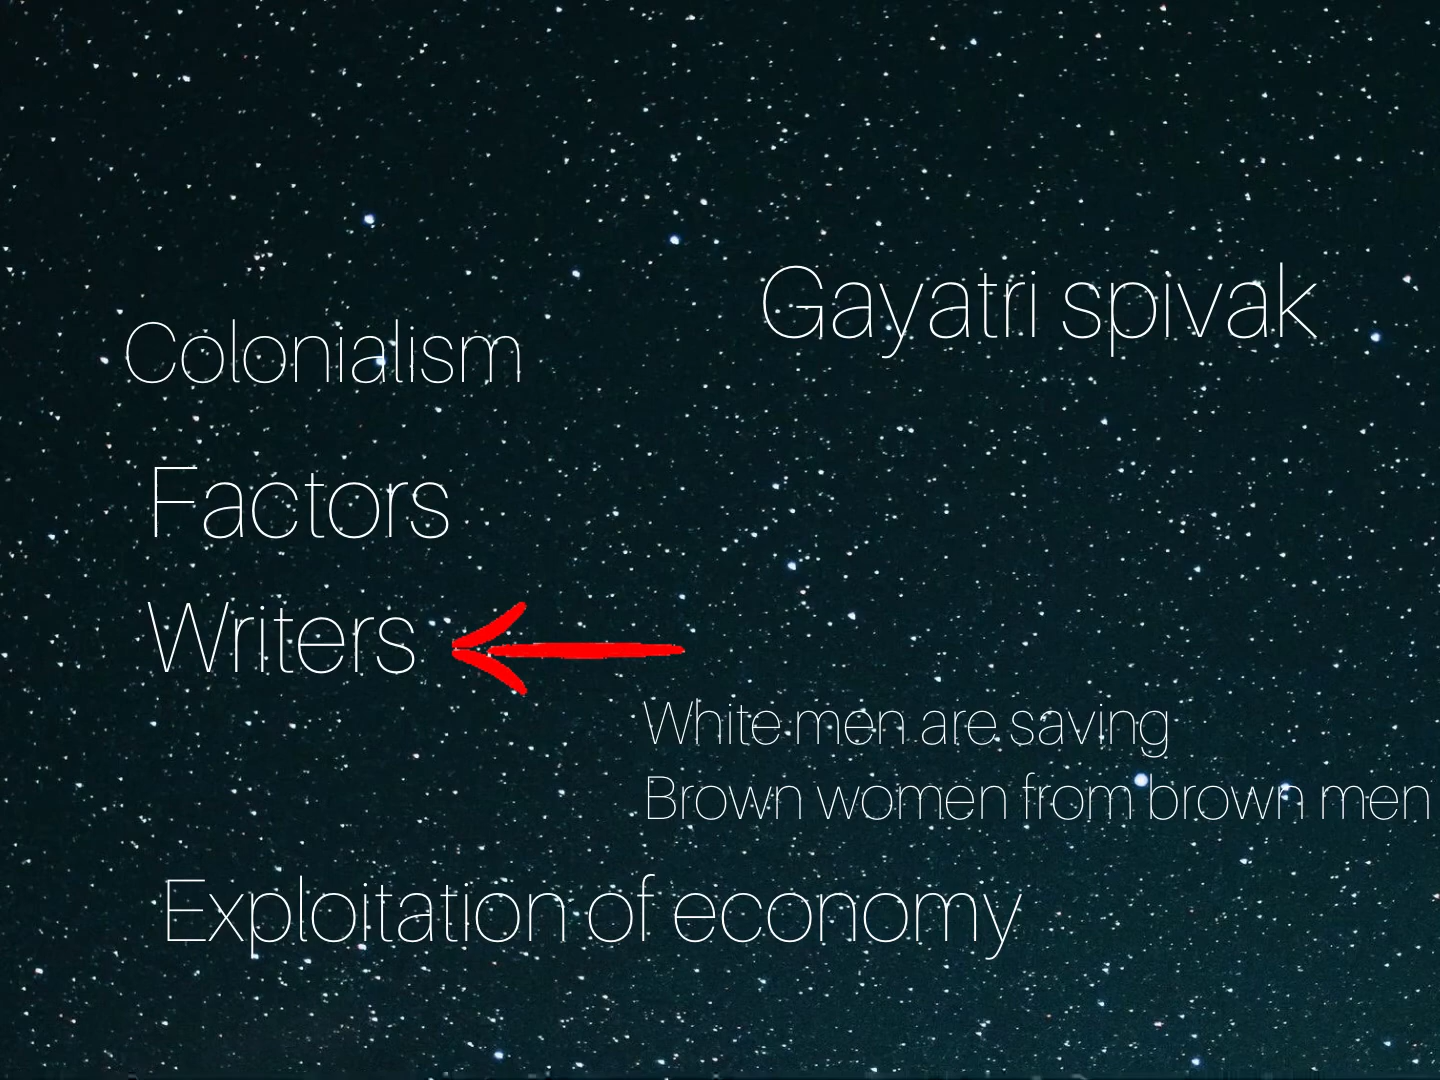 Gayatri spivak
Colonialism
Factors
Writers
White men are saving
Brown women from brown men
Exploitation of economy